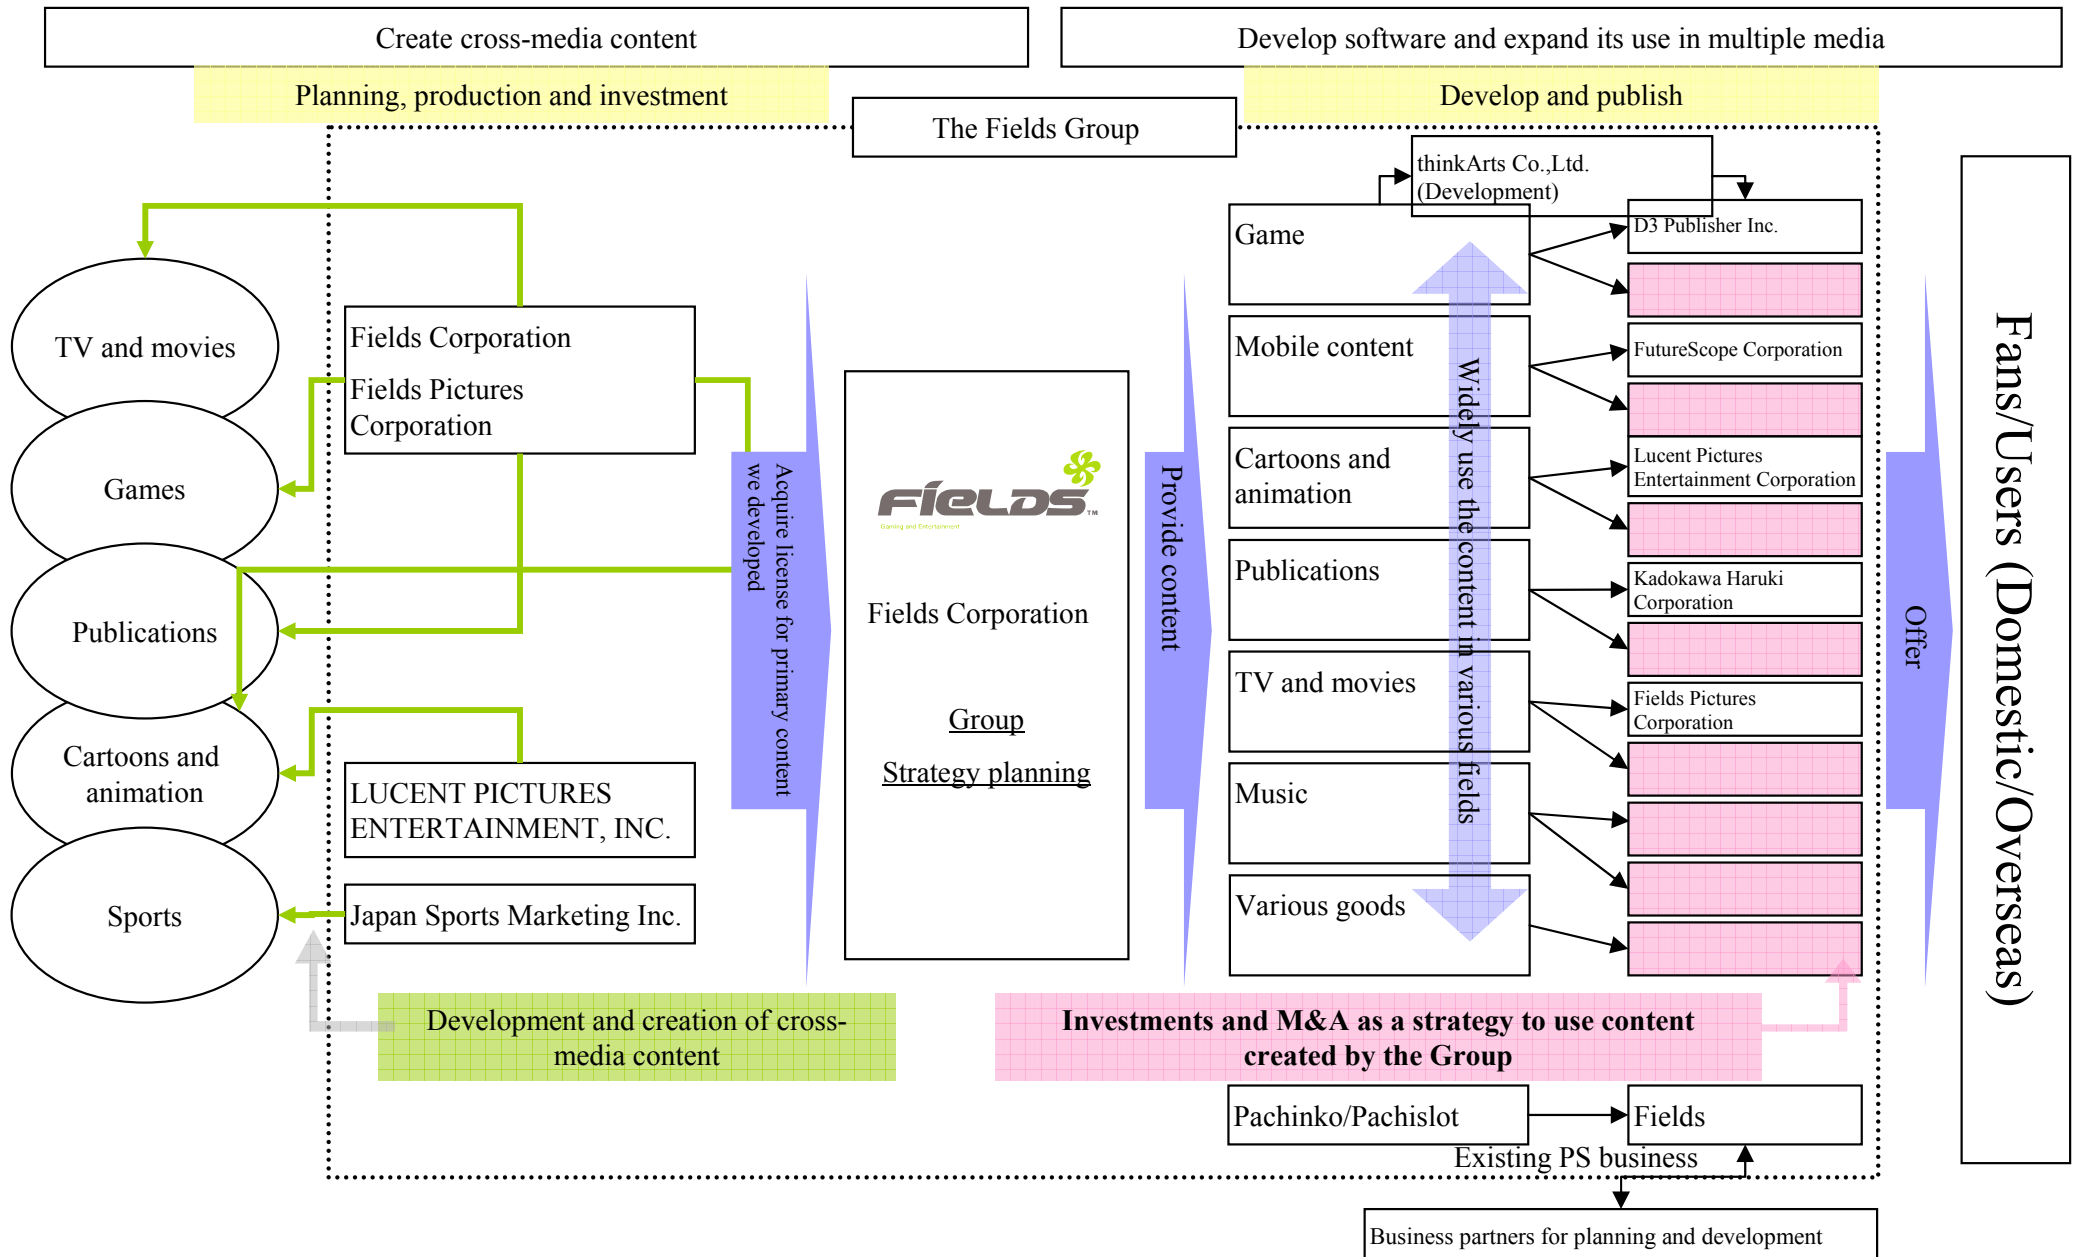 Create cross-media content
Develop software and expand its use in multiple media
Planning, production and investment
Develop and publish
The Fields Group
TV and movies
Games
Publications
Cartoons and
animation
Sports
Fields Corporation
Fields Pictures
Corporation
LUCENT PICTURES
ENTERTAINMENT, INC.
Japan Sports Marketing Inc.
Acquire license for primary content
we developed
FIELDS™
Gaming and Entertainment
Fields Corporation
Group
Strategy planning
Provide content
thinkArts Co.,Ltd.
(Development)
Game
Mobile content
Cartoons and
animation
Publications
TV and movies
Music
Various goods
Widely use the content in various fields
D3 Publisher Inc.
FutureScope Corporation
Lucent Pictures
Entertainment Corporation
Kadokawa Haruki
Corporation
Fields Pictures
Corporation
Offer
Fans/Users (Domestic/Overseas)
Development and creation of cross-
media content
Investments and M&A as a strategy to use content
created by the Group
Pachinko/Pachislot
Fields
Existing PS business
Business partners for planning and development